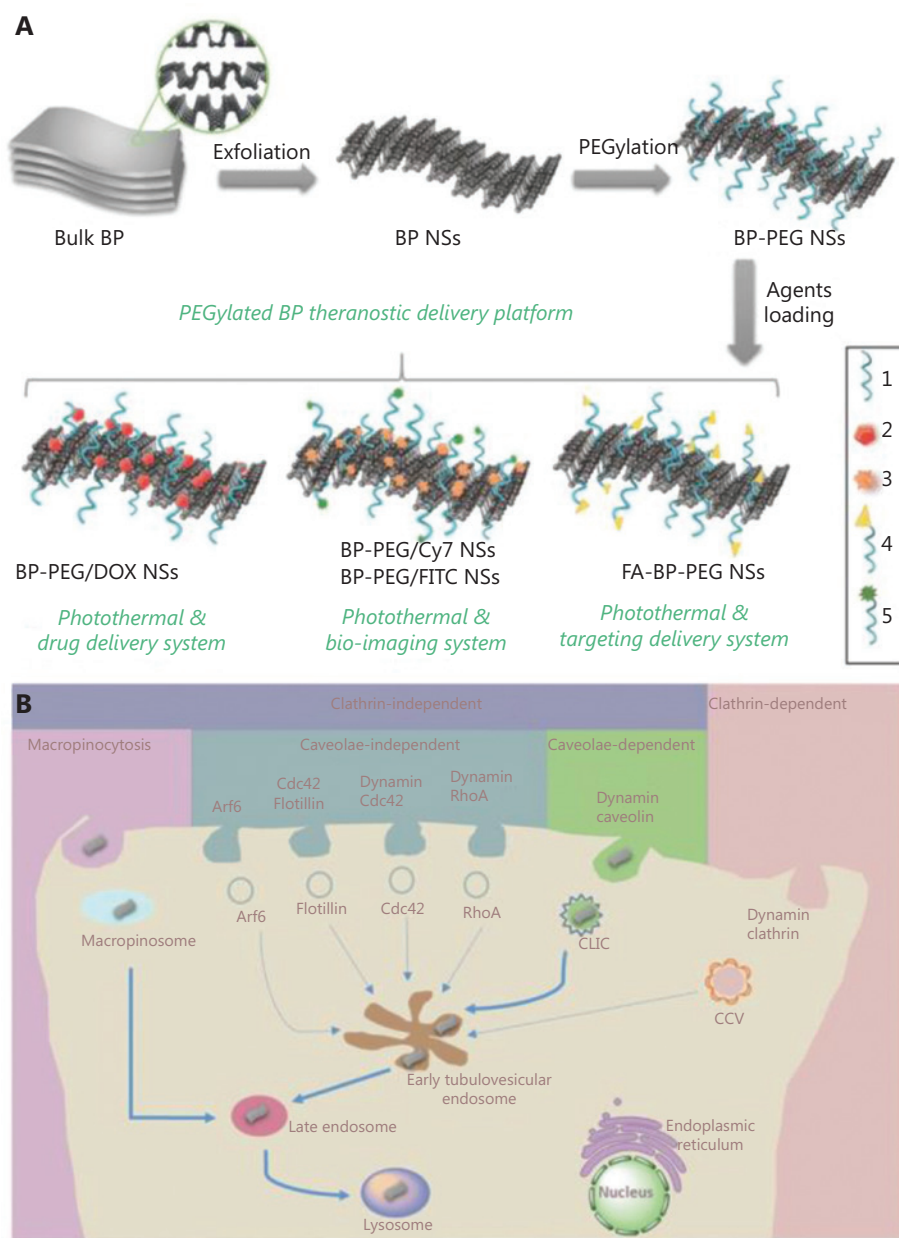 A
Exfoliation
PEGylation
Bulk BP
BP NSs
BP-PEG NSs
Agents
loading
PEGylated BP theranostic delivery platform
1
2
3
4
5
BP-PEG/DOX NSs
BP-PEG/Cy7 NSs
BP-PEG/FITC NSs
FA-BP-PEG NSs
Photothermal &
drug delivery system
Photothermal &
bio-imaging system
Photothermal &
targeting delivery system
B
Clathrin-independent
Clathrin-dependent
Macropinocytosis
Caveolae-independent
Caveolae-dependent
Arf6
Cdc42
Flotillin
Dynamin
Cdc42
Dynamin
RhoA
Dynamin
caveolin
Macropinosome
Arf6
Flotillin
Cdc42
RhoA
CLIC
Dynamin
clathrin
CCV
Early tubulovesicular
endosome
Late endosome
Lysosome
Endoplasmic
reticulum
Nucleus